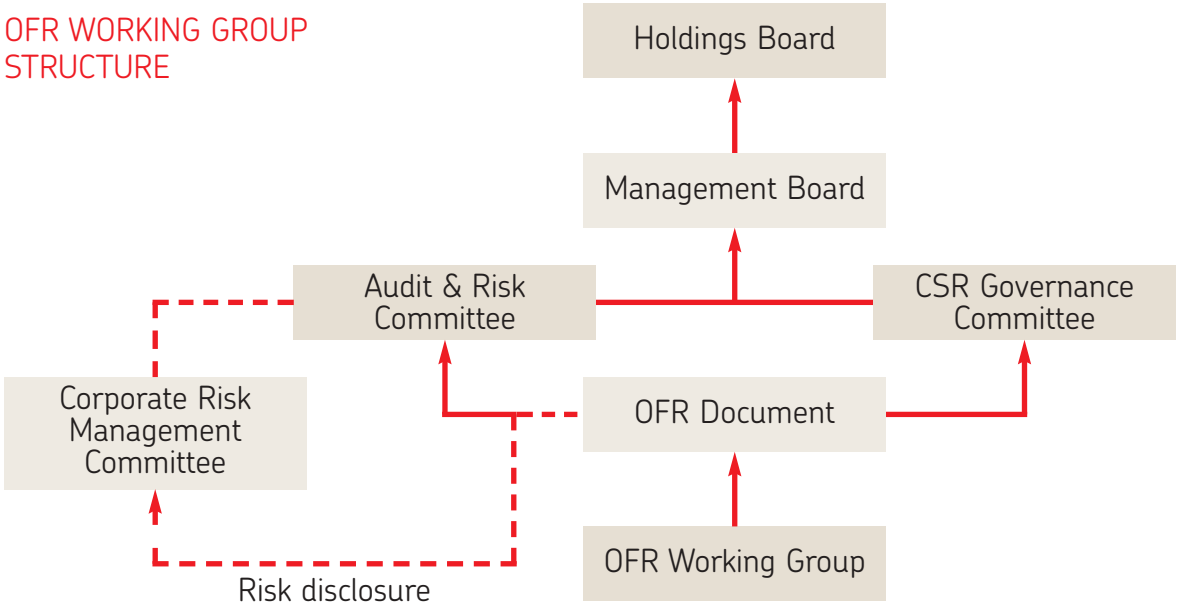 OFR WORKING GROUP
STRUCTURE
Holdings Board
Management Board
Audit & Risk
Committee
CSR Governance
Committee
Corporate Risk
Management
Committee
OFR Document
OFR Working Group
Risk disclosure